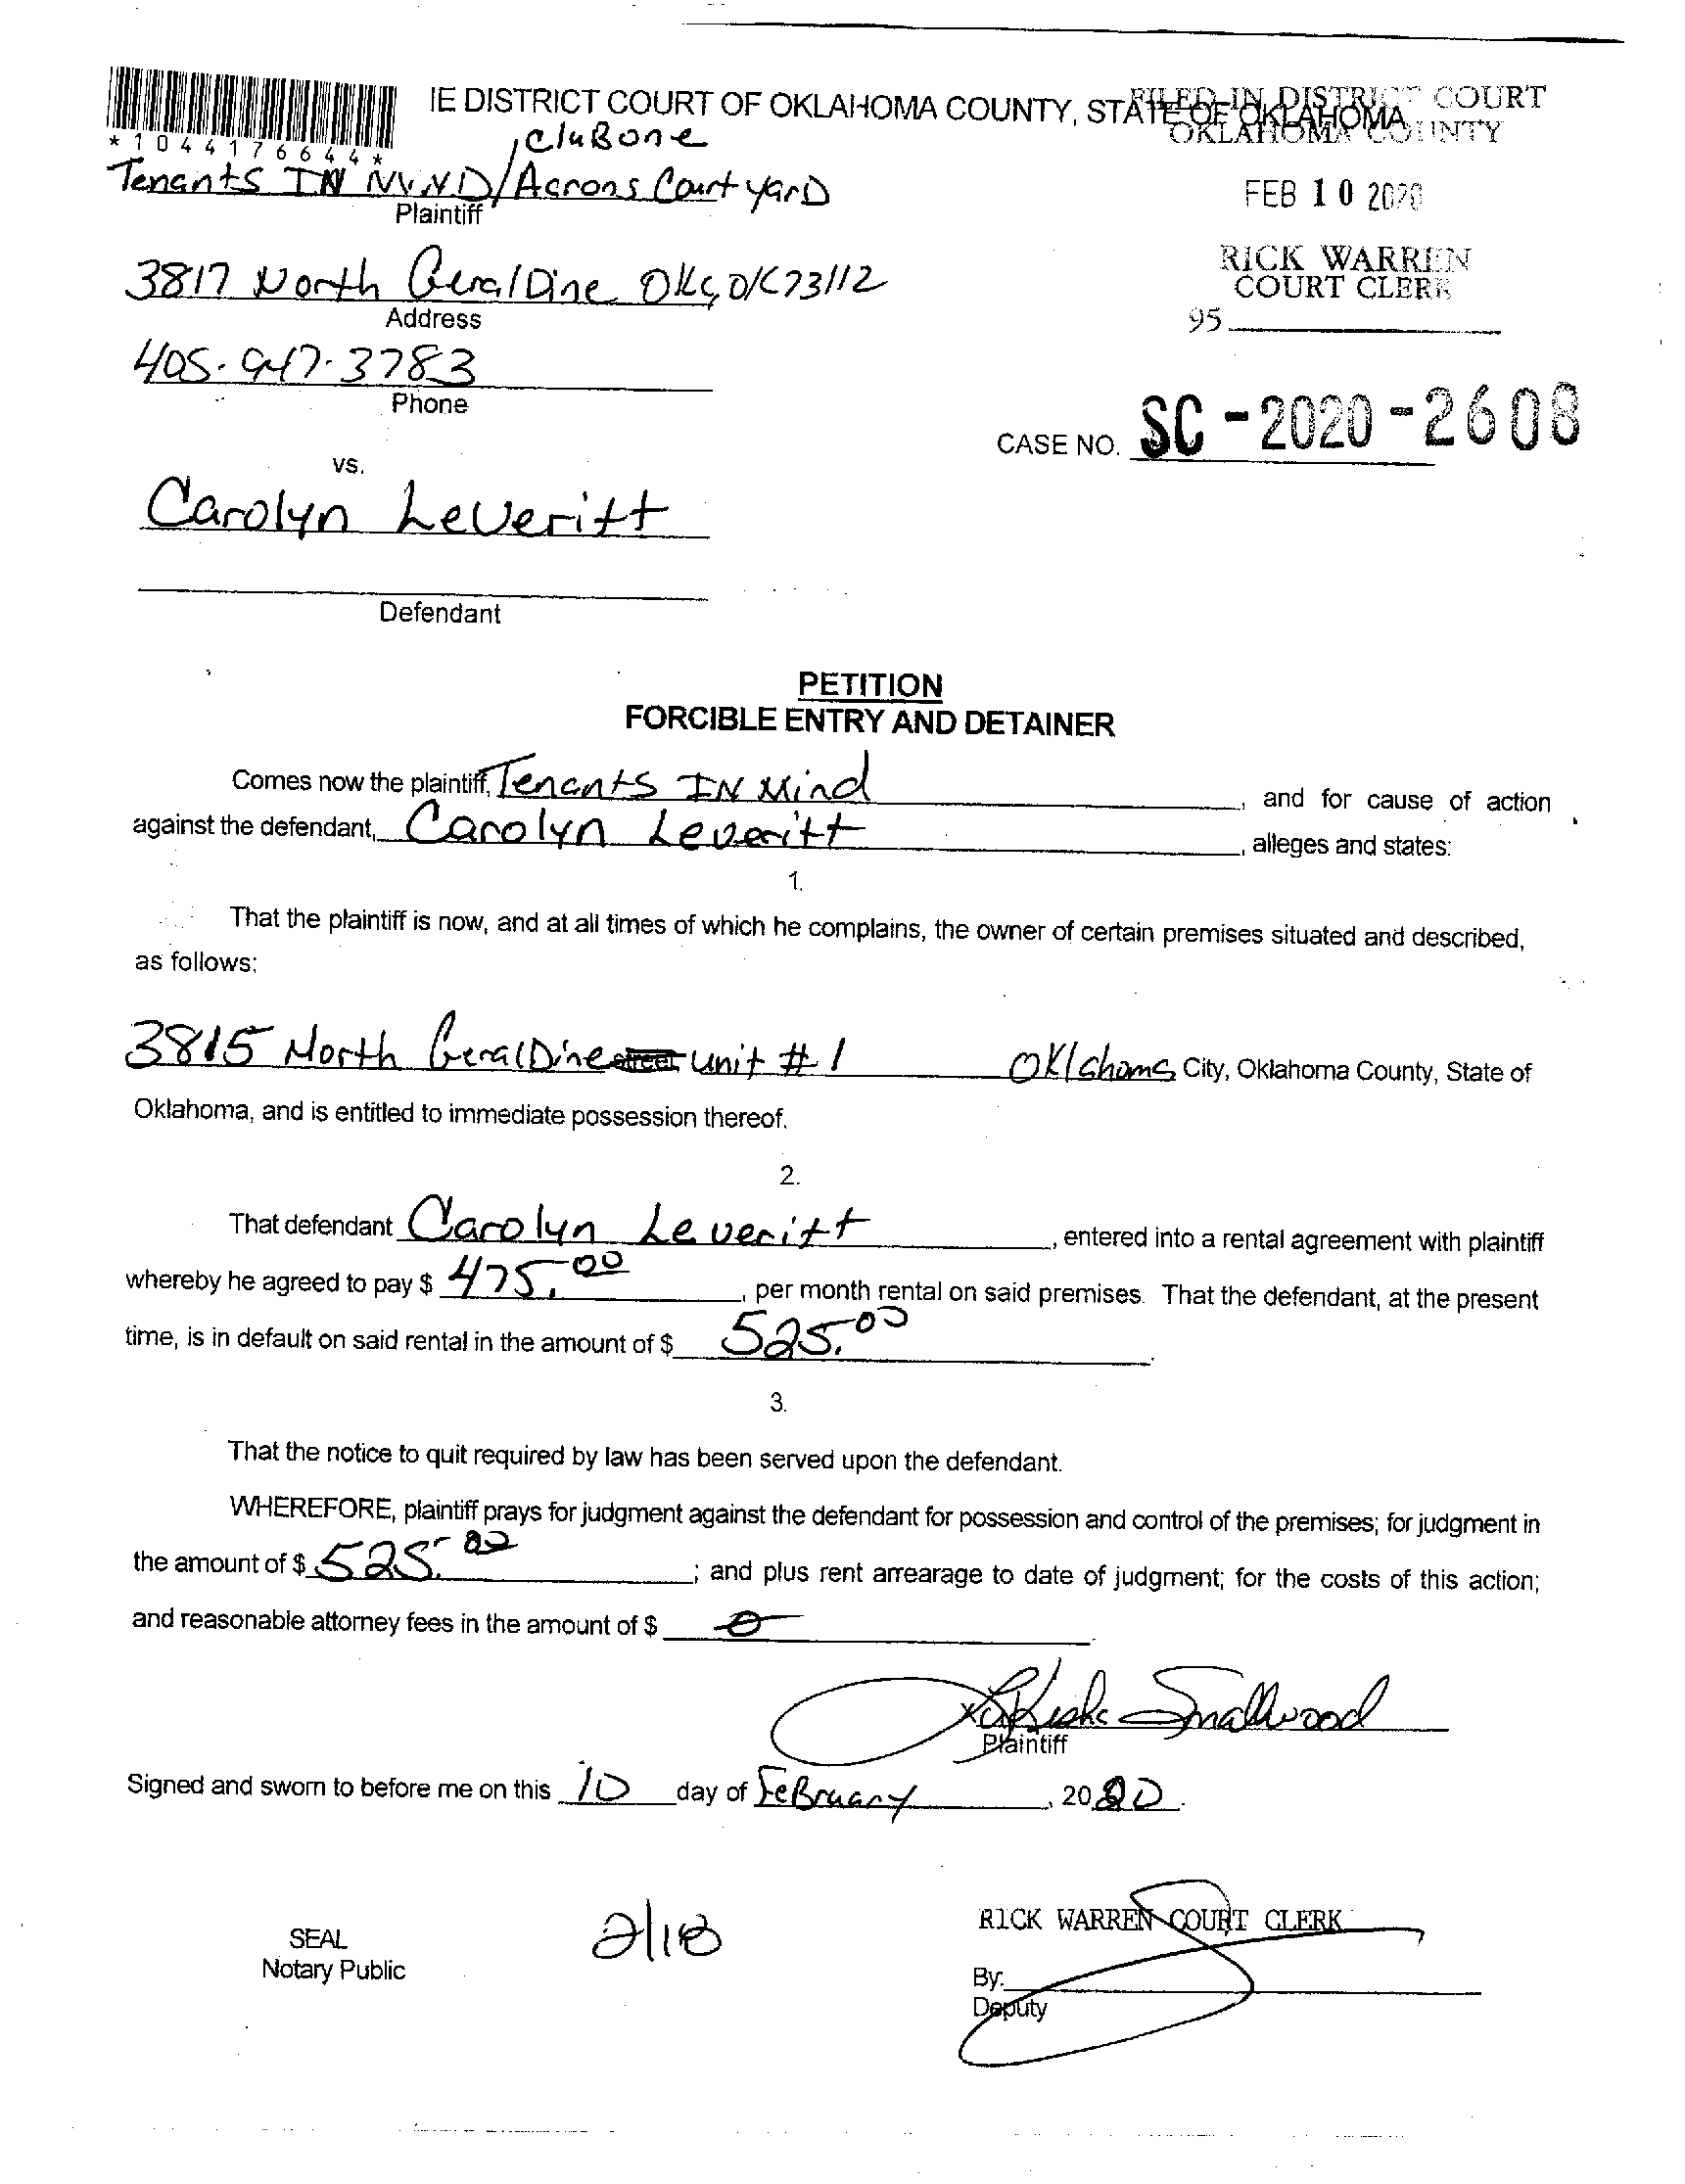 IE DISTRICT COURT OF OKLAHOMA COUNTY, STATE OF OKLAHOMA
FILED IN DISTRICT COURT
OKLAHOMA COUNTY
*1044176644*
, CluBone
Tenants IN MIND/Aarons CourtyarD
Plaintiff
FEB 10 2020
3817 North GeralDine OKC, OK 73112
Address
RICK WARREN
COURT CLERK
95
405.947.3783
Phone
CASE NO. SC-2020-2608
vs.
Carolyn Leveritt
Defendant
PETITION
FORCIBLE ENTRY AND DETAINER
Comes now the plaintiff, Tenants IN Mind, and for cause of action
against the defendant, Carolyn Leveritt, alleges and states:
1.
That the plaintiff is now, and at all times of which he complains, the owner of certain premises situated and described,
as follows:
3815 North GeralDine street unit # 1 Oklahoma City, Oklahoma County, State of
Oklahoma, and is entitled to immediate possession thereof.
2.
That defendant Carolyn Leveritt, entered into a rental agreement with plaintiff
whereby he agreed to pay $ 475.00, per month rental on said premises. That the defendant, at the present
time, is in default on said rental in the amount of $ 525.00.
3.
That the notice to quit required by law has been served upon the defendant.
WHEREFORE, plaintiff prays for judgment against the defendant for possession and control of the premises; for judgment in
the amount of $ 525.00; and plus rent arrearage to date of judgment; for the costs of this action;
and reasonable attorney fees in the amount of $ 0.
x LaKisha Smallwood
Plaintiff
Signed and sworn to before me on this 10 day of FeBruary, 2020.
RICK WARREN COURT CLERK
SEAL
Notary Public
By:
Deputy